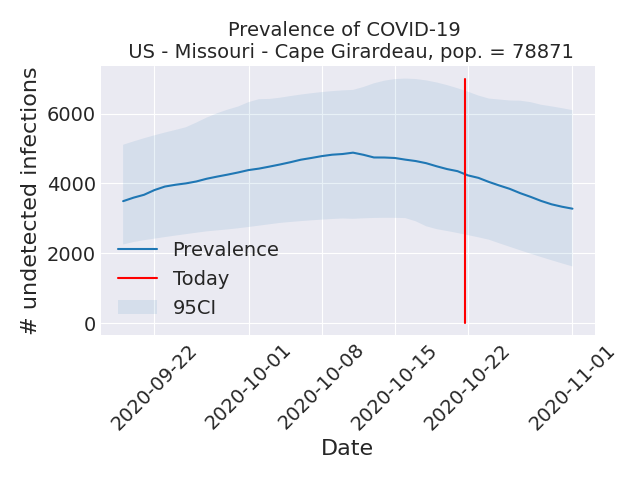 Prevalence of COVID-19
US - Missouri - Cape Girardeau, pop. = 78871
# undetected infections
6000
4000
2000
0
Prevalence
Today
95CI
2020-09-22
2020-10-01
2020-10-08
2020-10-15
2020-10-22
2020-11-01
Date